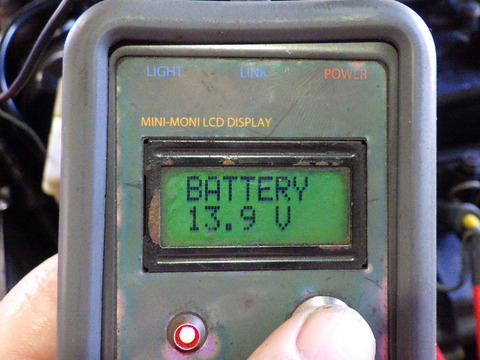 LIGHT LINK POWER
MINI-MONI LCD DISPLAY
BATTERY
13.9 V